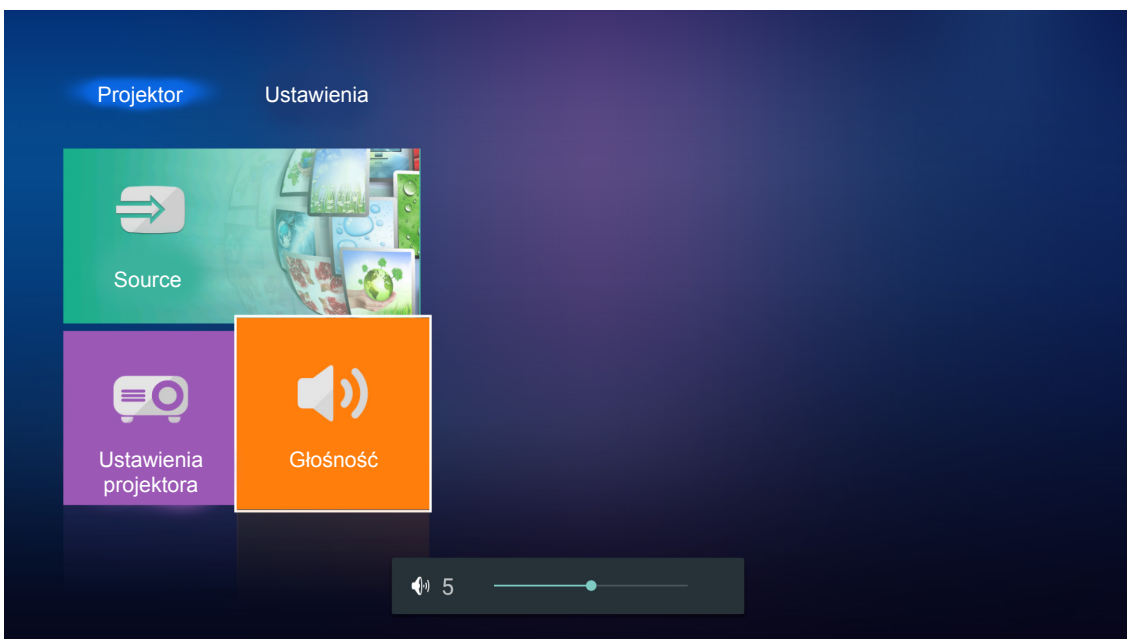 Projektor
Ustawienia
Source
Ustawienia
projektora
Głośność
5